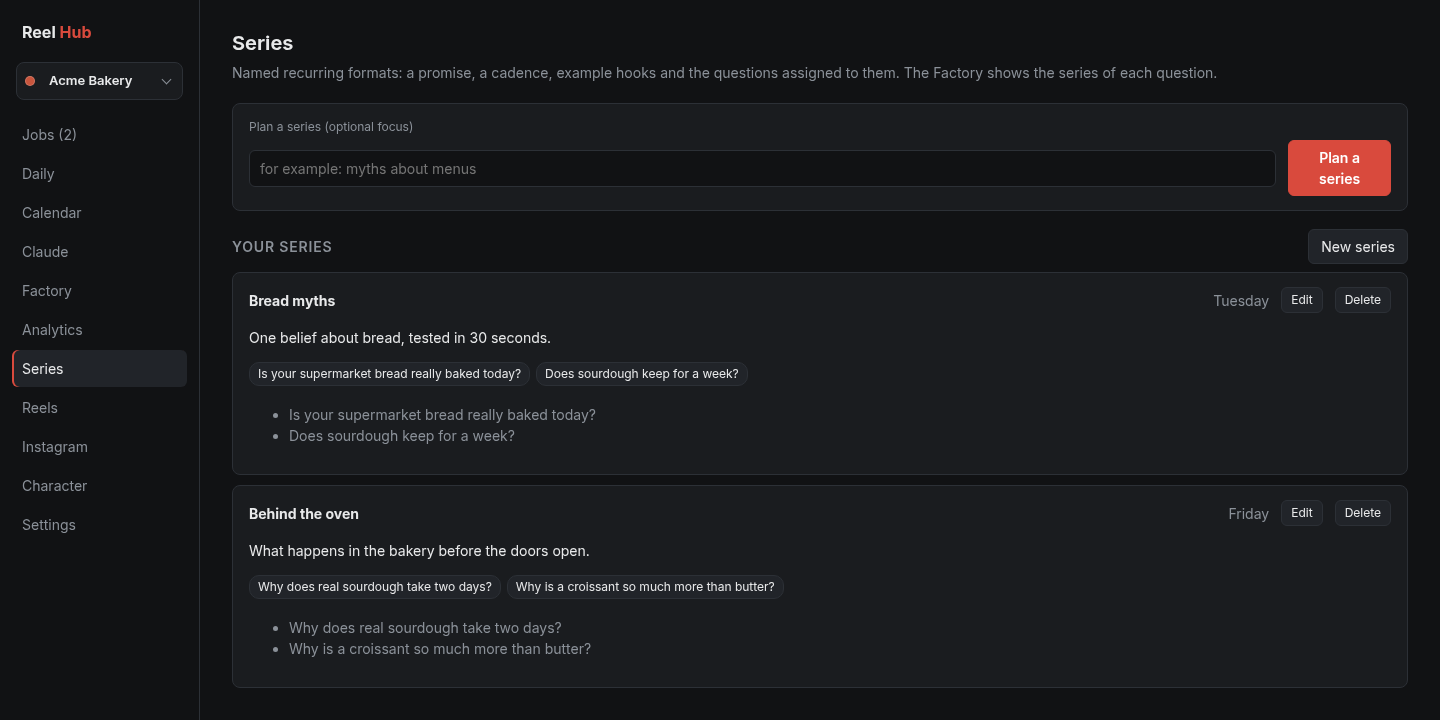 Reel Hub
Acme Bakery
Jobs (2)
Daily
Calendar
Claude
Factory
Analytics
Series
Reels
Instagram
Character
Settings
Series
Named recurring formats: a promise, a cadence, example hooks and the questions assigned to them. The Factory shows the series of each question.
Plan a series (optional focus)
for example: myths about menus
Plan a
series
YOUR SERIES
New series
Bread myths
Tuesday
Edit
Delete
One belief about bread, tested in 30 seconds.
Is your supermarket bread really baked today?
Does sourdough keep for a week?
Is your supermarket bread really baked today?
Does sourdough keep for a week?
Behind the oven
Friday
Edit
Delete
What happens in the bakery before the doors open.
Why does real sourdough take two days?
Why is a croissant so much more than butter?
Why does real sourdough take two days?
Why is a croissant so much more than butter?